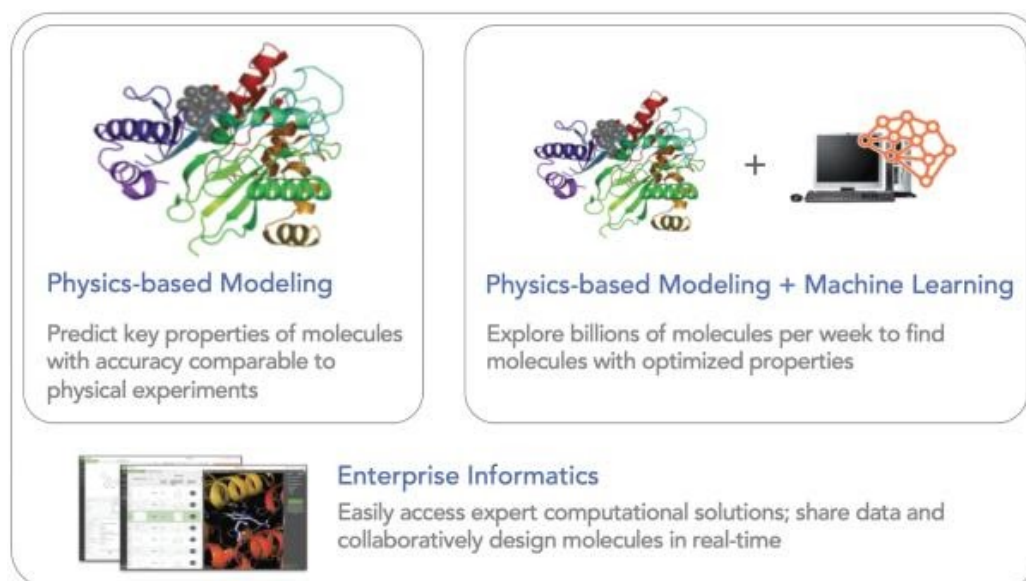 Physics-based Modeling
Predict key properties of molecules
with accuracy comparable to
physical experiments
+
Physics-based Modeling + Machine Learning
Explore billions of molecules per week to find
molecules with optimized properties
Enterprise Informatics
Easily access expert computational solutions; share data and
collaboratively design molecules in real-time